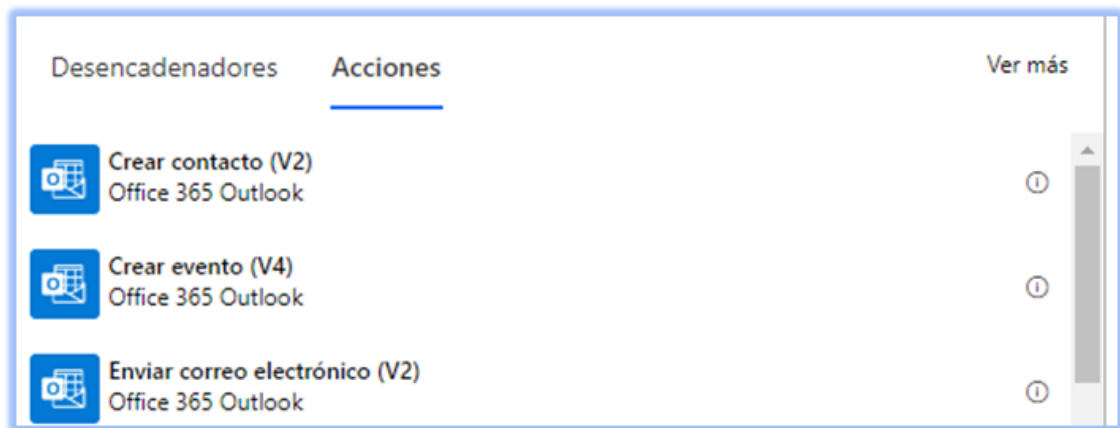 Desencadenadores Acciones Ver más
Crear contacto (V2)
Office 365 Outlook
Crear evento (V4)
Office 365 Outlook
Enviar correo electrónico (V2)
Office 365 Outlook